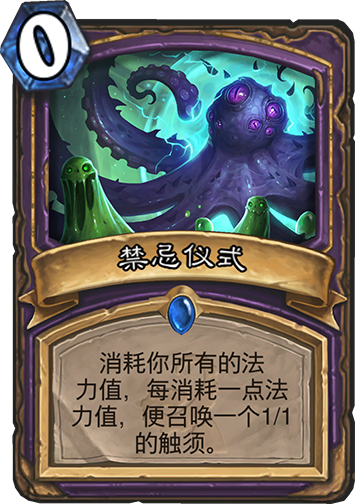 0
禁忌仪式
消耗你所有的法
力值，每消耗一点法
力值，便召唤一个1/1
的触须。